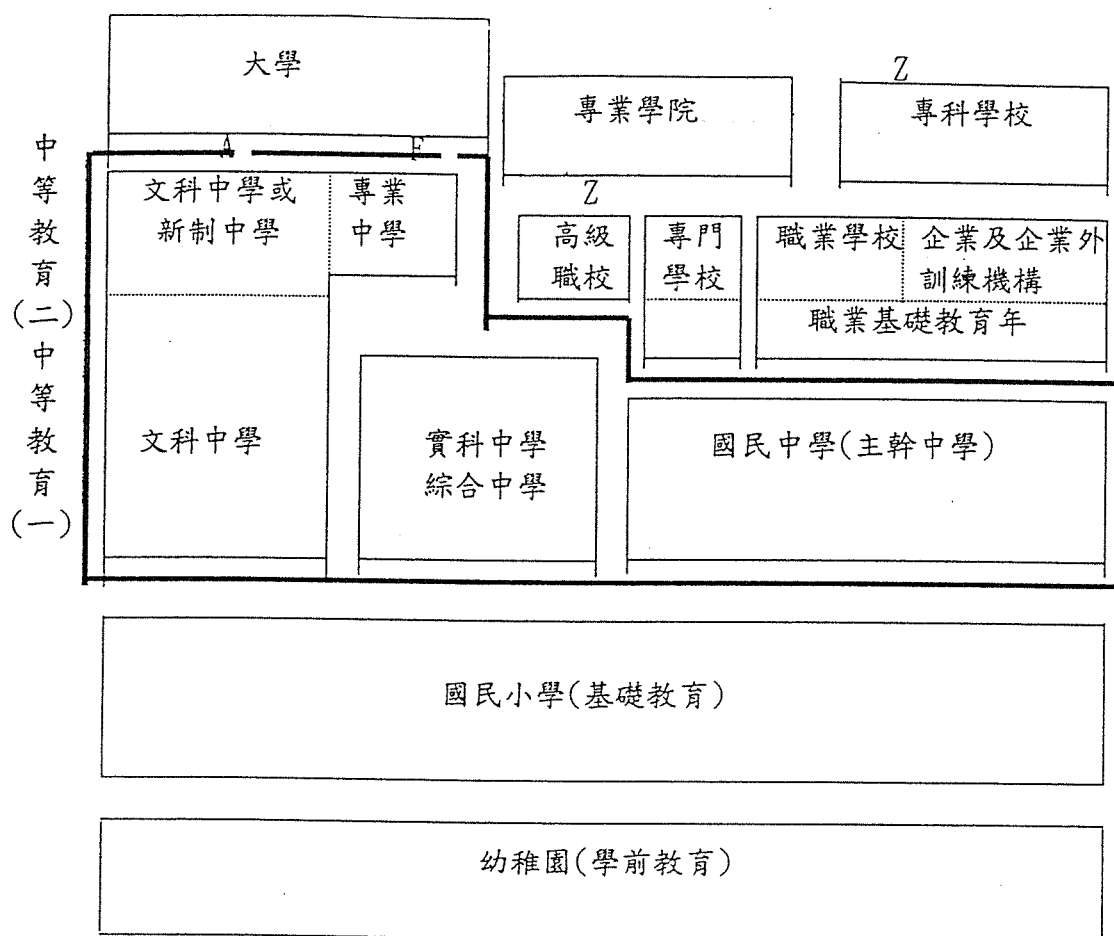 大學
Z
專業學院
專科學校
A
F
中等教育(二)中等教育(一)
文科中學或
新制中學
專業
中學
Z
高級
職校
專門
學校
職業學校
企業及企業外
訓練機構
職業基礎教育年
文科中學
實科中學
綜合中學
國民中學(主幹中學)
國民小學(基礎教育)
幼稚園(學前教育)